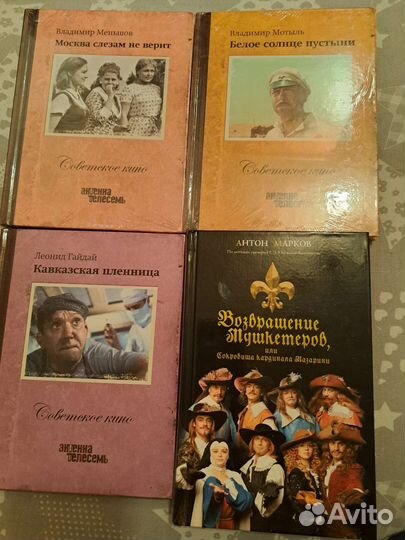 Владимир Меньшов
Москва слезам не верит
Советское кино
антенна
телесемь
Владимир Мотыль
Белое солнце пустыни
Советское кино
антенна
телесемь
Леонид Гайдай
Кавказская пленница
Советское кино
антенна
телесемь
АНТОН МАРКОВ
Возвращение
Мушкетеров,
или
Сокровища кардинала Мазарини
Avito